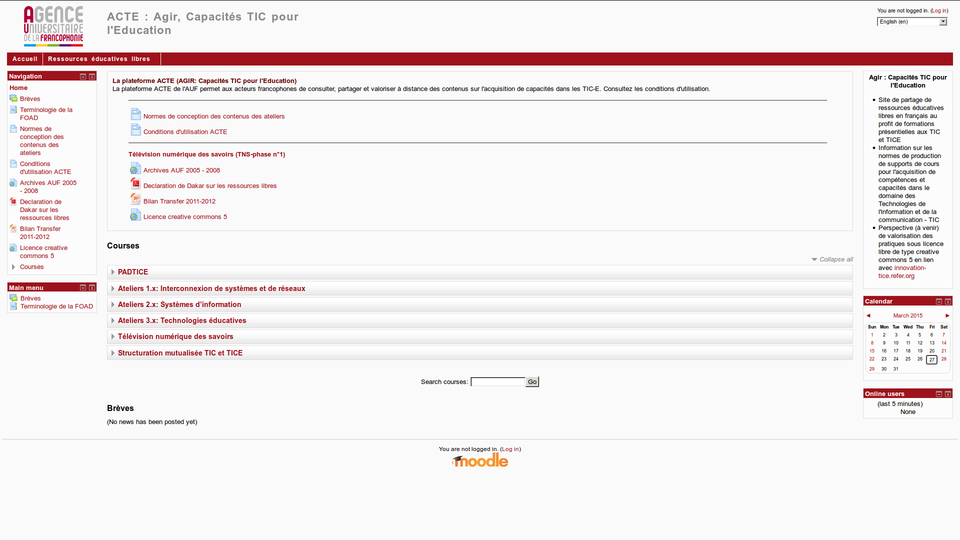 AGENCE
UNIVERSITAIRE
DE LA FRANCOPHONIE
ACTE : Agir, Capacités TIC pour
l'Education
You are not logged in. (Log in)
English (en)
Accueil
Ressources éducatives libres
Navigation
Home
Brèves
Terminologie de la
FOAD
Normes de
conception des
contenus des
ateliers
Conditions
d'utilisation ACTE
Archives AUF 2005
- 2008
Declaration de
Dakar sur les
ressources libres
Bilan Transfer
2011-2012
Licence creative
commons 5
Courses
Main menu
Brèves
Terminologie de la FOAD
La plateforme ACTE (AGIR: Capacités TIC pour l'Education)
La plateforme ACTE de l'AUF permet aux acteurs francophones de consulter, partager et valoriser à distance des contenus sur l'acquisition de capacités dans les TIC-E. Consultez les conditions d'utilisation.
Normes de conception des contenus des ateliers
Conditions d'utilisation ACTE
Télévision numérique des savoirs (TNS-phase n°1)
Archives AUF 2005 - 2008
Declaration de Dakar sur les ressources libres
Bilan Transfer 2011-2012
Licence creative commons 5
Courses
Collapse all
PADTICE
Ateliers 1.x: Interconnexion de systèmes et de réseaux
Ateliers 2.x: Systèmes d'information
Ateliers 3.x: Technologies éducatives
Télévision numérique des savoirs
Structuration mutualisée TIC et TICE
Search courses:
Go
Brèves
(No news has been posted yet)
Agir : Capacités TIC pour
l'Education
Site de partage de
ressources éducatives
libres en français au
profit de formations
présentielles aux TIC
et TICE
Information sur les
normes de production
de supports de cours
pour l'acquisition de
compétences et
capacités dans le
domaine des
Technologies de
l'information et de la
communication - TIC
Perspective (à venir)
de valorisation des
pratiques sous licence
libre de type creative
commons 5 en lien
avec innovation-
tice.refer.org
Calendar
March 2015
Sun Mon Tue Wed Thu Fri Sat
1 2 3 4 5 6 7
8 9 10 11 12 13 14
15 16 17 18 19 20 21
22 23 24 25 26 27 28
29 30 31
Online users
(last 5 minutes)
None
You are not logged in. (Log in)
moodle